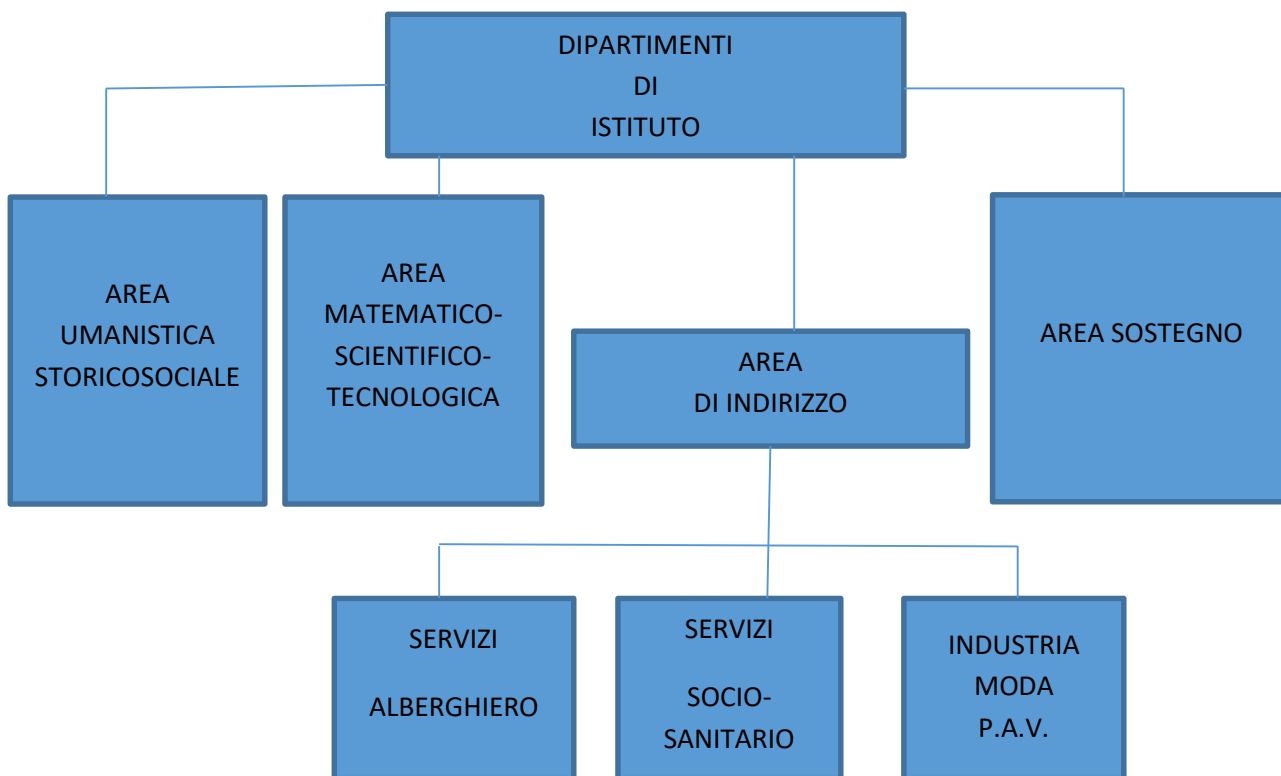 DIPARTIMENTI
DI
ISTITUTO
AREA
UMANISTICA
STORICOSOCIALE
AREA
MATEMATICO-
SCIENTIFICO-
TECNOLOGICA
AREA
DI INDIRIZZO
AREA SOSTEGNO
SERVIZI
ALBERGHIERO
SERVIZI
SOCIO-
SANITARIO
INDUSTRIA
MODA
P.A.V.